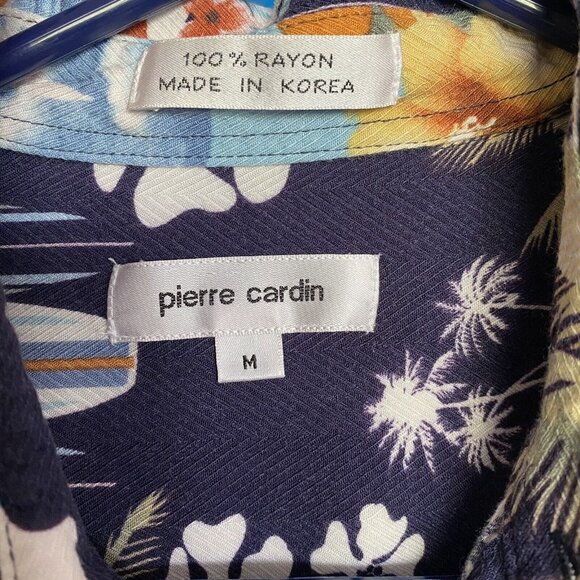 100% RAYON
MADE IN KOREA
pierre cardin
M